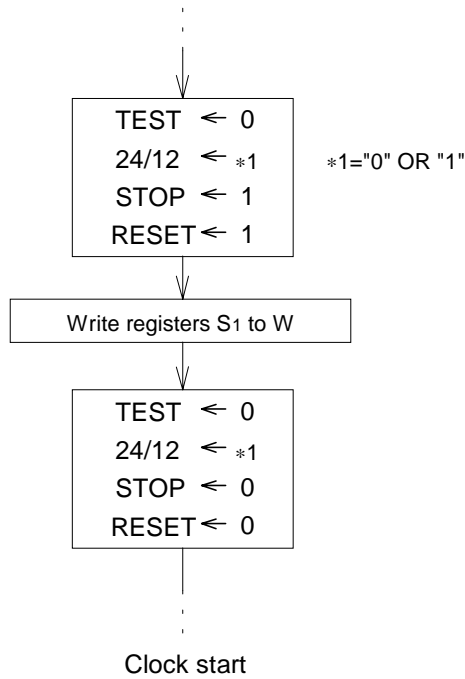 TEST ← 0
24/12 ← *1 *1="0" OR "1"
STOP ← 1
RESET ← 1
Write registers S1 to W
TEST ← 0
24/12 ← *1
STOP ← 0
RESET ← 0
Clock start